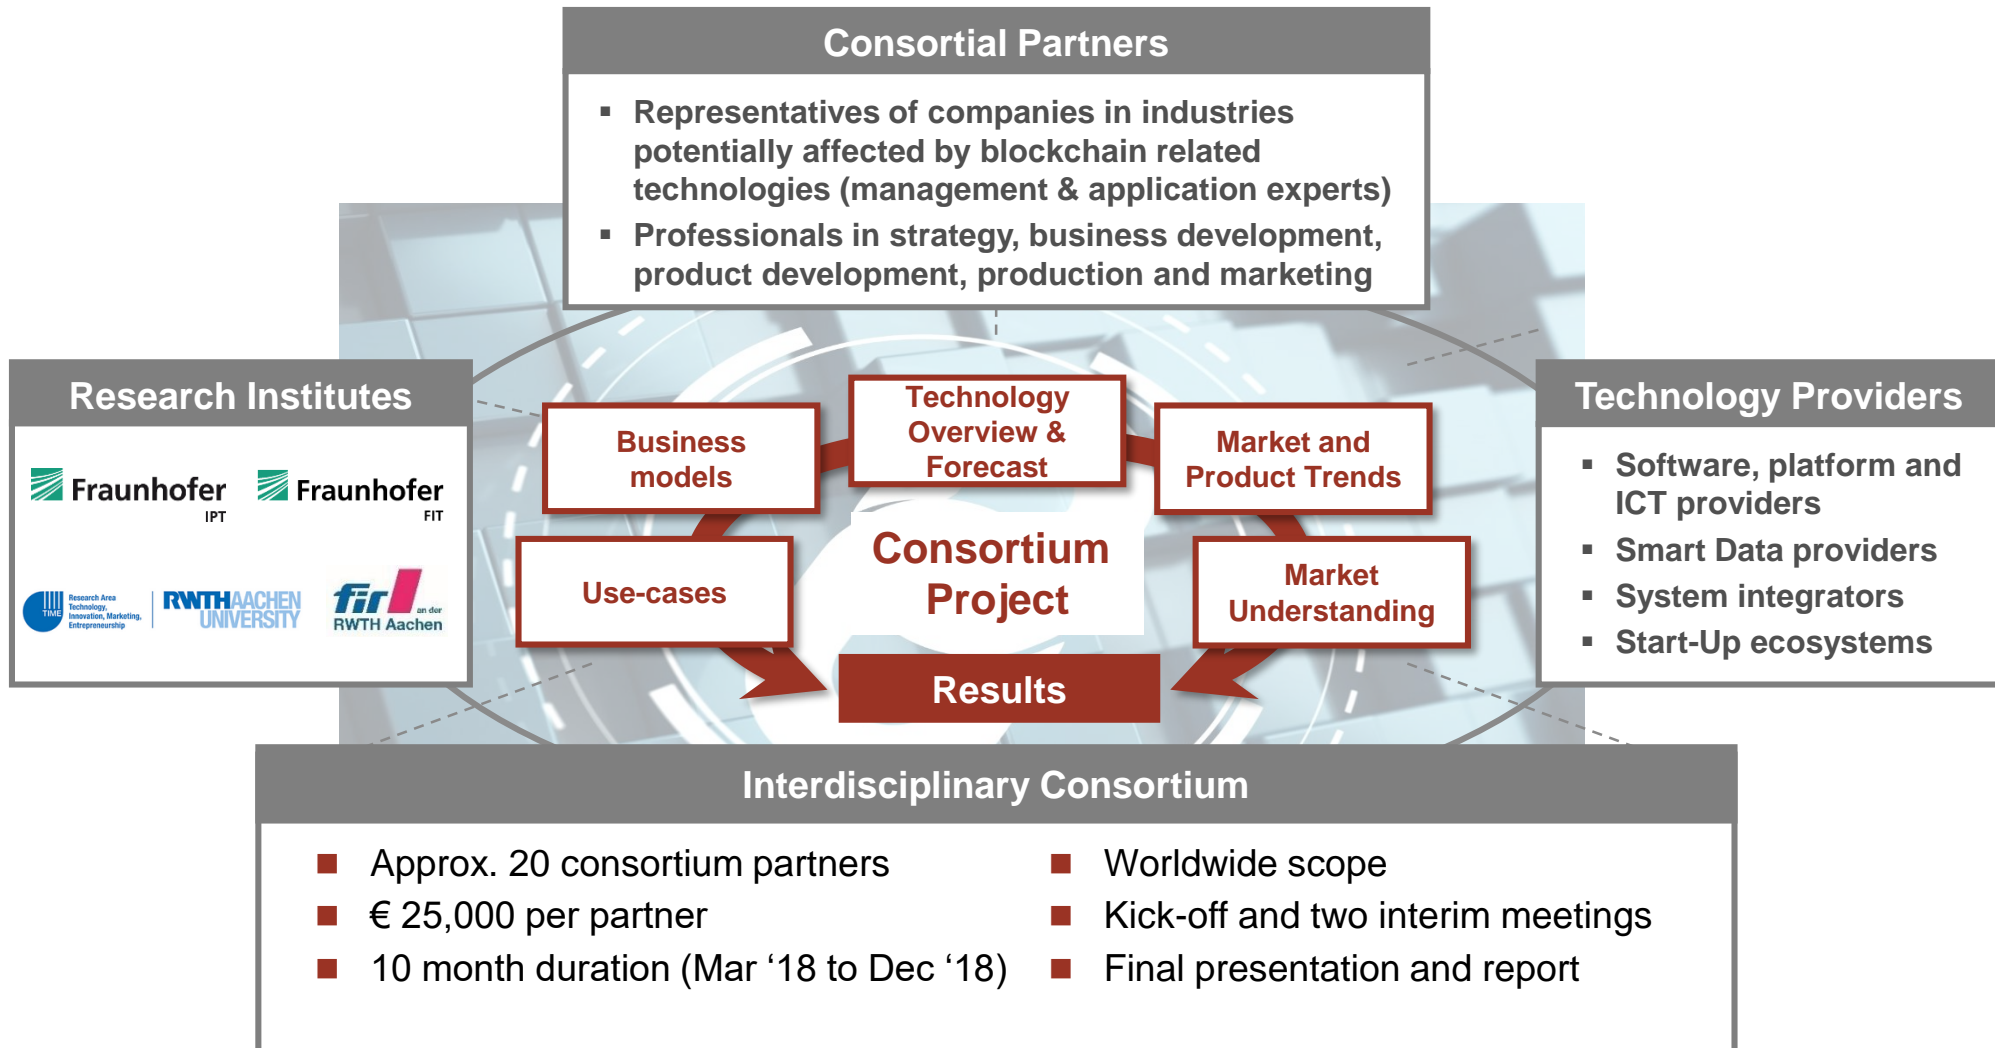 Consortial Partners
▪ Representatives of companies in industries
potentially affected by blockchain related
technologies (management & application experts)
▪ Professionals in strategy, business development,
product development, production and marketing
Research Institutes
Fraunhofer
IPT
Fraunhofer
FIT
TIME
Research Area
Technology,
Innovation, Marketing,
Entrepreneurship
RWTHAACHEN
UNIVERSITY
fir
an der
RWTH Aachen
Business
models
Technology
Overview &
Forecast
Market and
Product Trends
Use-cases
Consortium
Project
Market
Understanding
Results
Technology Providers
▪ Software, platform and
ICT providers
▪ Smart Data providers
▪ System integrators
▪ Start-Up ecosystems
Interdisciplinary Consortium
■ Approx. 20 consortium partners
■ € 25,000 per partner
■ 10 month duration (Mar ‘18 to Dec ‘18)
■ Worldwide scope
■ Kick-off and two interim meetings
■ Final presentation and report